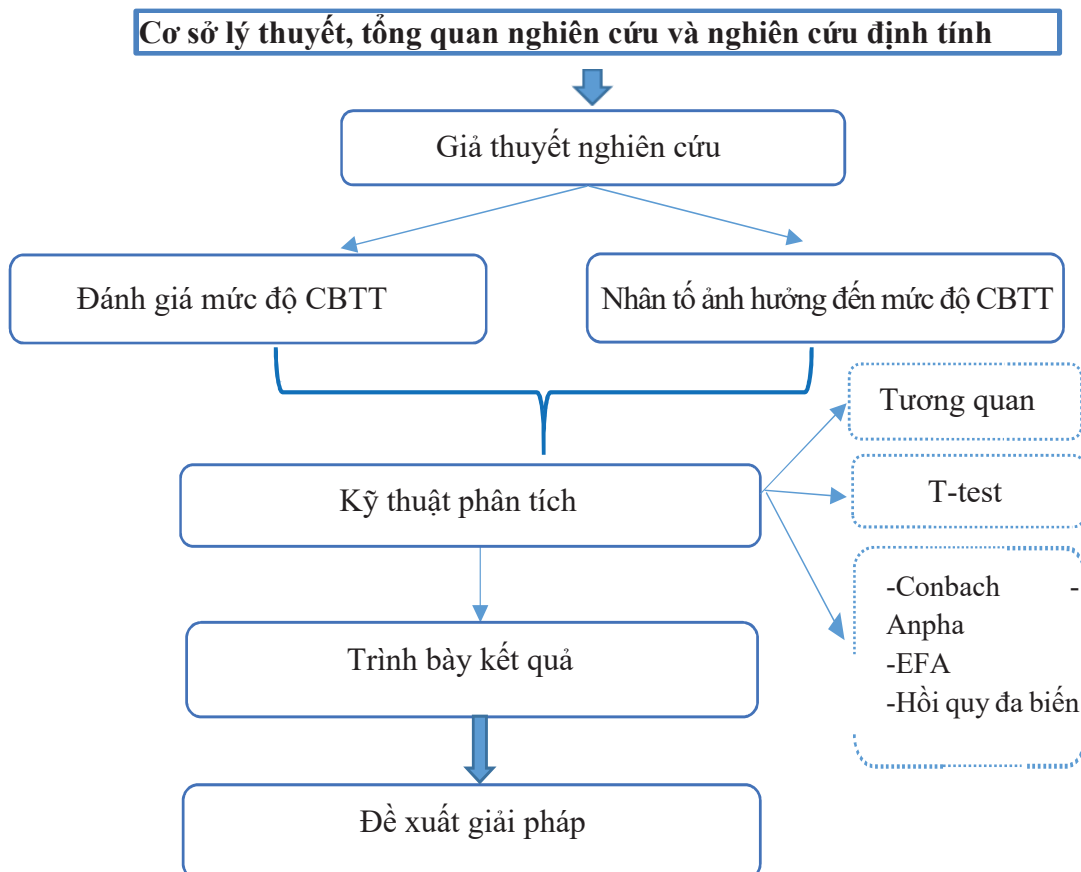 Cơ sở lý thuyết, tổng quan nghiên cứu và nghiên cứu định tính
Giả thuyết nghiên cứu
Đánh giá mức độ CBTT
Nhân tố ảnh hưởng đến mức độ CBTT
Tương quan
Kỹ thuật phân tích
T-test
-Conbach -
Anpha
-EFA
-Hồi quy đa biến
Trình bày kết quả
Đề xuất giải pháp